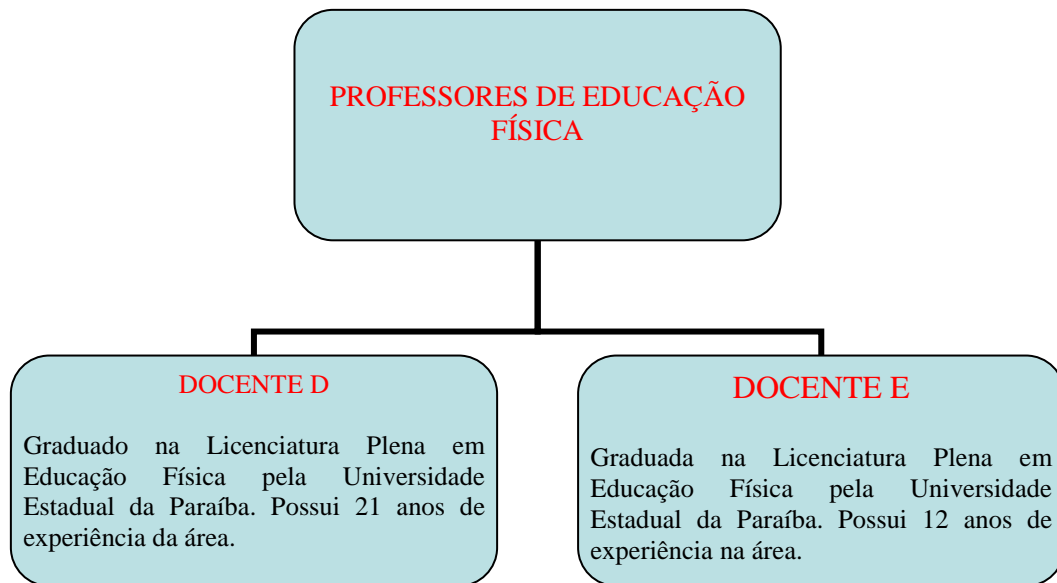 PROFESSORES DE EDUCAÇÃO
FÍSICA
DOCENTE D
Graduado na Licenciatura Plena em
Educação Física pela Universidade
Estadual da Paraíba. Possui 21 anos de
experiência da área.
DOCENTE E
Graduada na Licenciatura Plena em
Educação Física pela Universidade
Estadual da Paraíba. Possui 12 anos de
experiência na área.